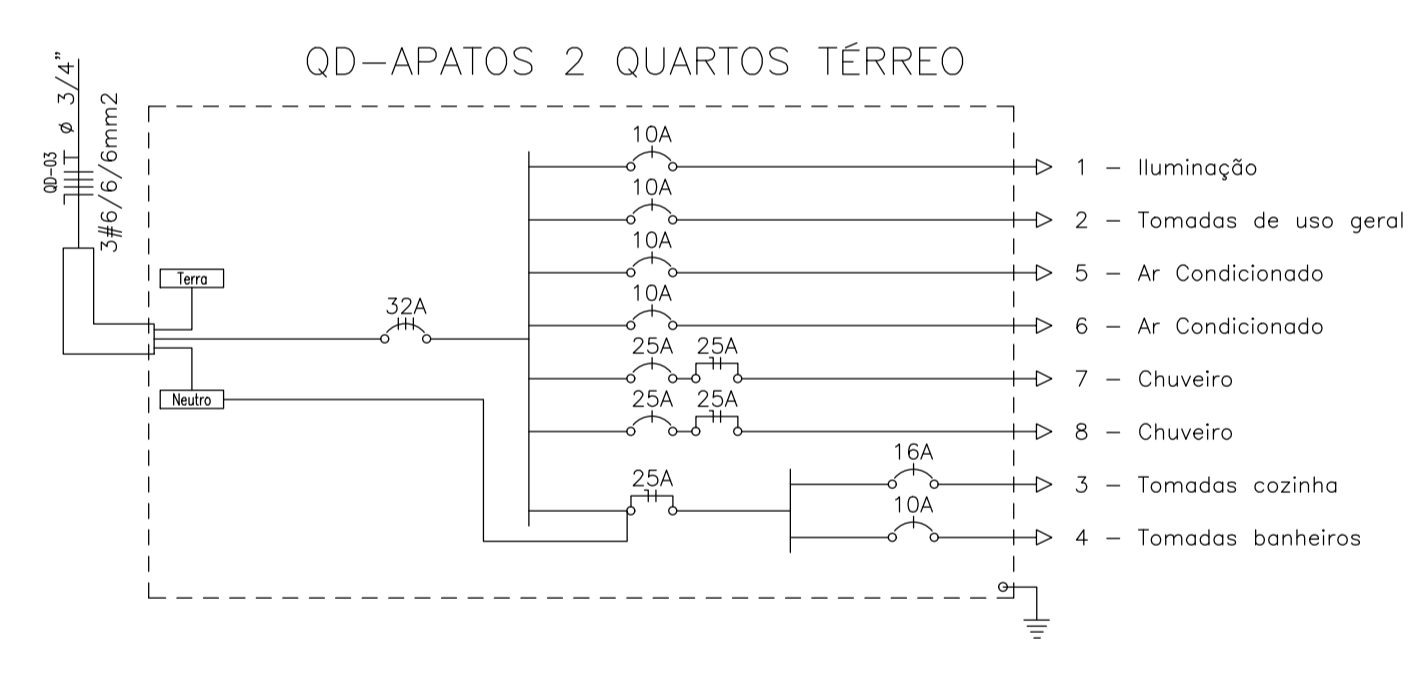 QD-APATOS 2 QUARTOS TÉRREO
ø 3/4"
QD-03
3#6/6/6mm2
Terra
Neutro
32A
10A
1 - Iluminação
10A
2 - Tomadas de uso geral
10A
5 - Ar Condicionado
10A
6 - Ar Condicionado
25A 25A
7 - Chuveiro
25A 25A
8 - Chuveiro
25A
16A
3 - Tomadas cozinha
10A
4 - Tomadas banheiros